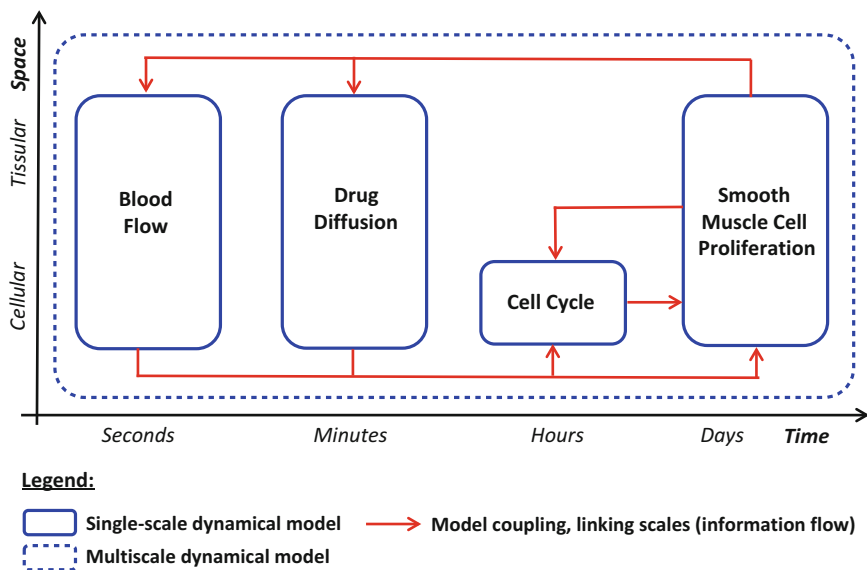 Space
Tissular
Cellular
Blood
Flow
Drug
Diffusion
Smooth
Muscle Cell
Proliferation
Cell Cycle
Seconds
Minutes
Hours
Days
Time
Legend:
Single-scale dynamical model
Model coupling, linking scales (information flow)
Multiscale dynamical model